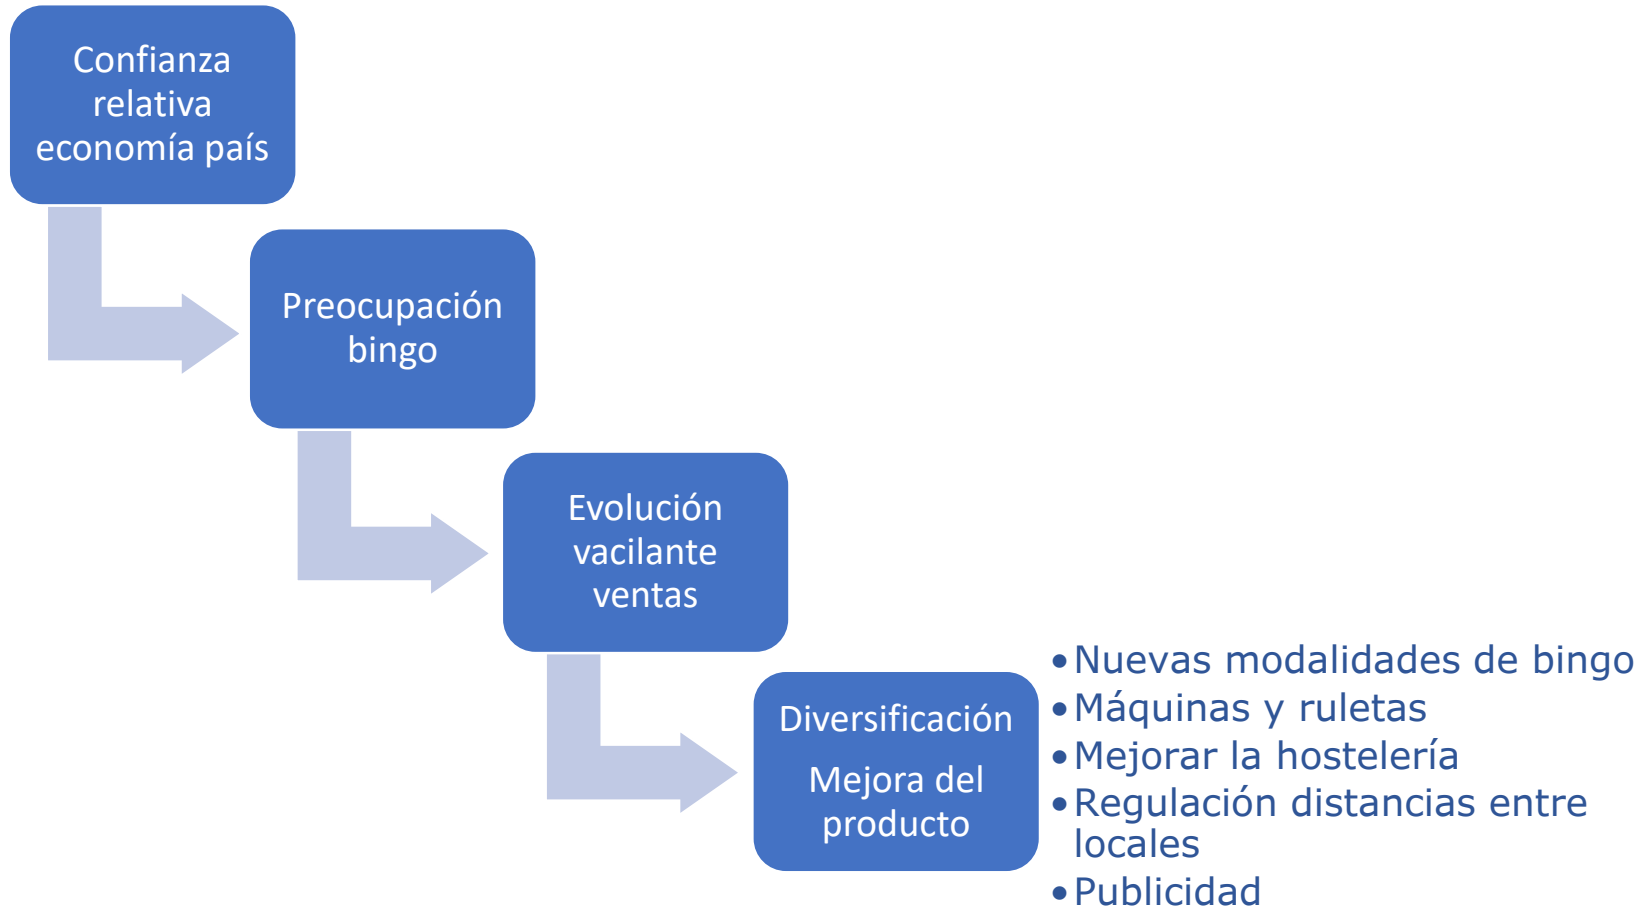 Confianza
relativa
economía país
Preocupación
bingo
Evolución
vacilante
ventas
Diversificación
Mejora del
producto
•Nuevas modalidades de bingo
•Máquinas y ruletas
•Mejorar la hostelería
•Regulación distancias entre
locales
•Publicidad